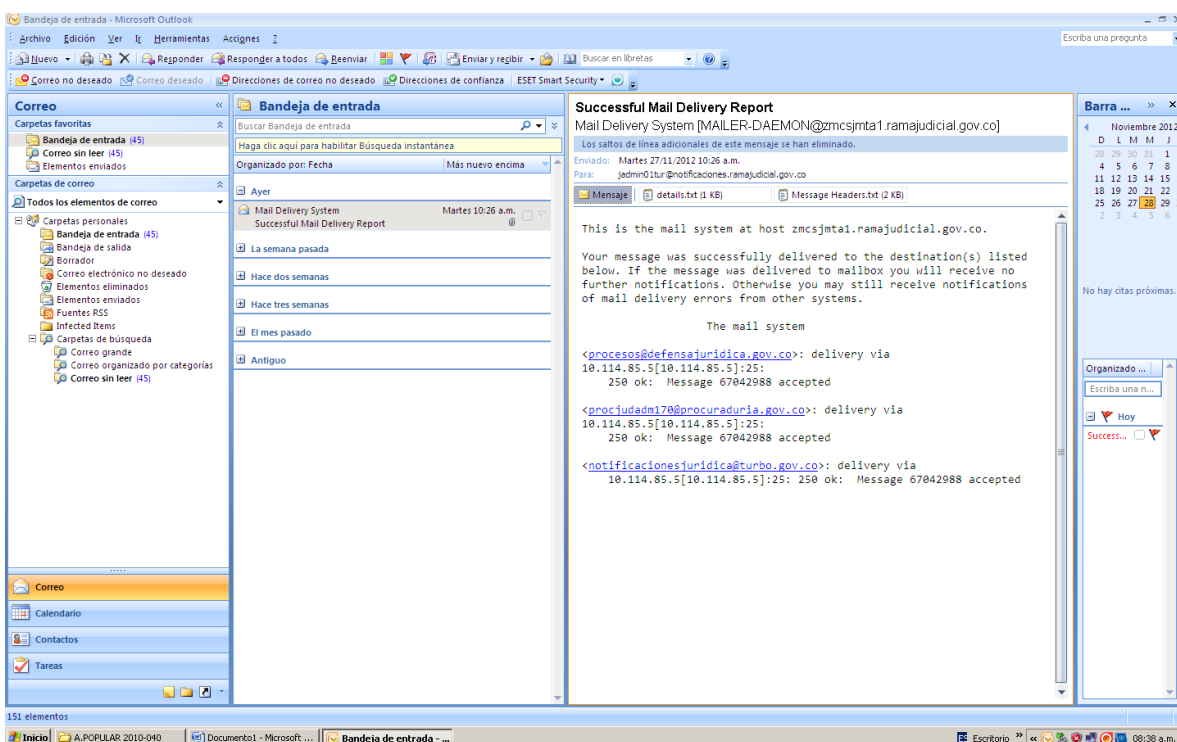 Bandeja de entrada - Microsoft Outlook
Archivo Edición Ver Ir Herramientas Acciones ?
Escriba una pregunta
Nuevo Responder Responder a todos Reenviar Enviar y recibir Buscar en libretas
Correo no deseado Correo deseado Direcciones de correo no deseado Direcciones de confianza ESET Smart Security
Correo «
Carpetas favoritas
Bandeja de entrada (45)
Correo sin leer (45)
Elementos enviados
Carpetas de correo
Todos los elementos de correo
Carpetas personales
Bandeja de entrada (45)
Bandeja de salida
Borrador
Correo electrónico no deseado
Elementos eliminados
Elementos enviados
Fuentes RSS
Infected Items
Carpetas de búsqueda
Correo grande
Correo organizado por categorías
Correo sin leer (45)
Correo
Calendario
Contactos
Tareas
Bandeja de entrada
Buscar Bandeja de entrada
Haga clic aquí para habilitar Búsqueda instantánea
Organizado por: Fecha Más nuevo encima
Ayer
Mail Delivery System Martes 10:26 a.m.
Successful Mail Delivery Report
La semana pasada
Hace dos semanas
Hace tres semanas
El mes pasado
Antiguo
Successful Mail Delivery Report
Mail Delivery System [MAILER-DAEMON@zmcsjmta1.ramajudicial.gov.co]
Los saltos de línea adicionales de este mensaje se han eliminado.
Enviado: Martes 27/11/2012 10:26 a.m.
Para: jadmin01tur@notificaciones.ramajudicial.gov.co
Mensaje details.txt (1 KB) Message Headers.txt (2 KB)
This is the mail system at host zmcsjmta1.ramajudicial.gov.co.
Your message was successfully delivered to the destination(s) listed
below. If the message was delivered to mailbox you will receive no
further notifications. Otherwise you may still receive notifications
of mail delivery errors from other systems.
The mail system
<procesos@defensajuridica.gov.co>: delivery via
10.114.85.5[10.114.85.5]:25:
250 ok:  Message 67042988 accepted
<procjudadm170@procuraduria.gov.co>: delivery via
10.114.85.5[10.114.85.5]:25:
250 ok:  Message 67042988 accepted
<notificacionesjuridica@turbo.gov.co>: delivery via
10.114.85.5[10.114.85.5]:25: 250 ok:  Message 67042988 accepted
Barra ... » ×
Noviembre 2012
D L M M J
28 29 30 31 1
4 5 6 7 8
11 12 13 14 15
18 19 20 21 22
25 26 27 28 29
2 3 4 5 6
No hay citas próximas.
Organizado ...
Escriba una n...
Hoy
Success...
151 elementos
Inicio A.POPULAR 2010-040 Documento1 - Microsoft ... Bandeja de entrada - ... ES Escritorio » « 08:38 a.m.